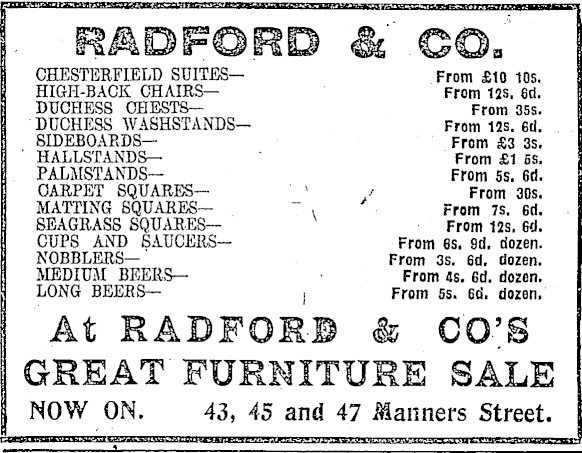 RADFORD & CO.
CHESTERFIELD SUITES— From £10 10s.
HIGH-BACK CHAIRS— From 12s. 6d.
DUCHESS CHESTS— From 35s.
DUCHESS WASHSTANDS— From 12s. 6d.
SIDEBOARDS— From £3 3s.
HALLSTANDS— From £1 5s.
PALMSTANDS— From 5s. 6d.
CARPET SQUARES— From 30s.
MATTING SQUARES— From 7s. 6d.
SEAGRASS SQUARES— From 12s. 6d.
CUPS AND SAUCERS— From 6s. 9d. dozen.
NOBBLERS— From 3s. 6d. dozen.
MEDIUM BEERS— From 4s. 6d. dozen.
LONG BEERS— From 5s. 6d. dozen.
At RADFORD & CO'S
GREAT FURNITURE SALE
NOW ON. 43, 45 and 47 Manners Street.